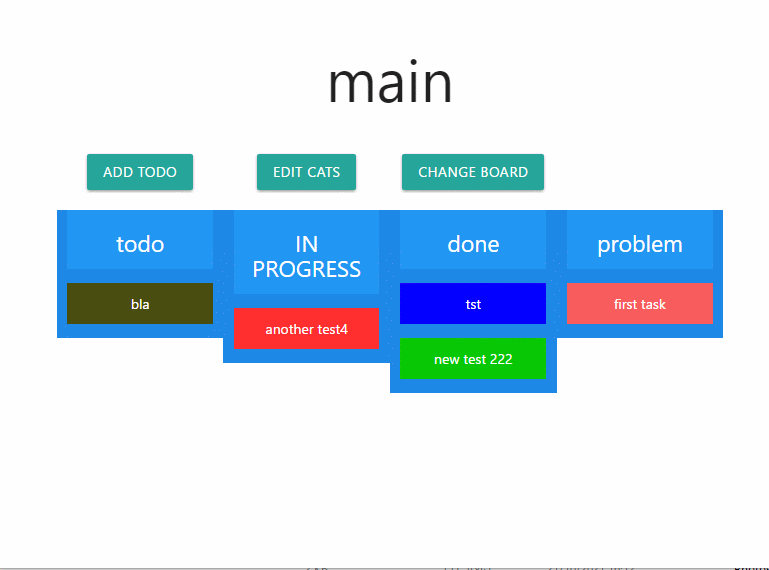 main
ADD TODO
EDIT CATS
CHANGE BOARD
todo
IN
PROGRESS
done
problem
bla
another test4
tst
first task
new test 222